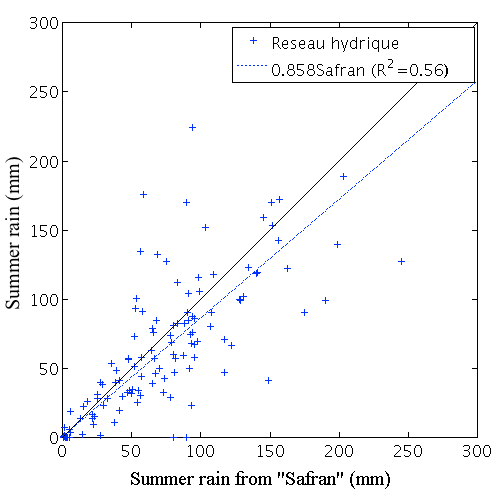 300
250
200
150
100
50
0
Summer rain (mm)
Reseau hydrique
0.858Safran (R²=0.56)
0 50 100 150 200 250 300
Summer rain from "Safran" (mm)